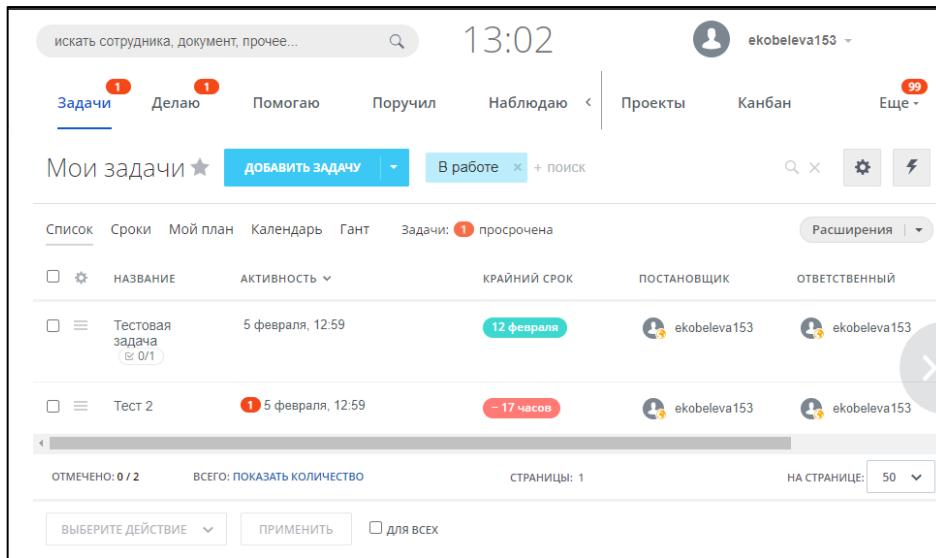 искать сотрудника, документ, прочее... 13:02 ekobeleva153
1 1 99
Задачи Делаю Помогаю Поручил Наблюдаю Проекты Канбан Еще
Мои задачи ДОБАВИТЬ ЗАДАЧУ В работе × + поиск
Список Сроки Мой план Календарь Гант Задачи: 1 просрочена Расширения
НАЗВАНИЕ АКТИВНОСТЬ КРАЙНИЙ СРОК ПОСТАНОВЩИК ОТВЕТСТВЕННЫЙ
Тестовая 5 февраля, 12:59 12 февраля ekobeleva153 ekobeleva153
задача
0/1
Тест 2 1 5 февраля, 12:59 − 17 часов ekobeleva153 ekobeleva153
ОТМЕЧЕНО: 0 / 2 ВСЕГО: ПОКАЗАТЬ КОЛИЧЕСТВО СТРАНИЦЫ: 1 НА СТРАНИЦЕ: 50
ВЫБЕРИТЕ ДЕЙСТВИЕ ПРИМЕНИТЬ ДЛЯ ВСЕХ